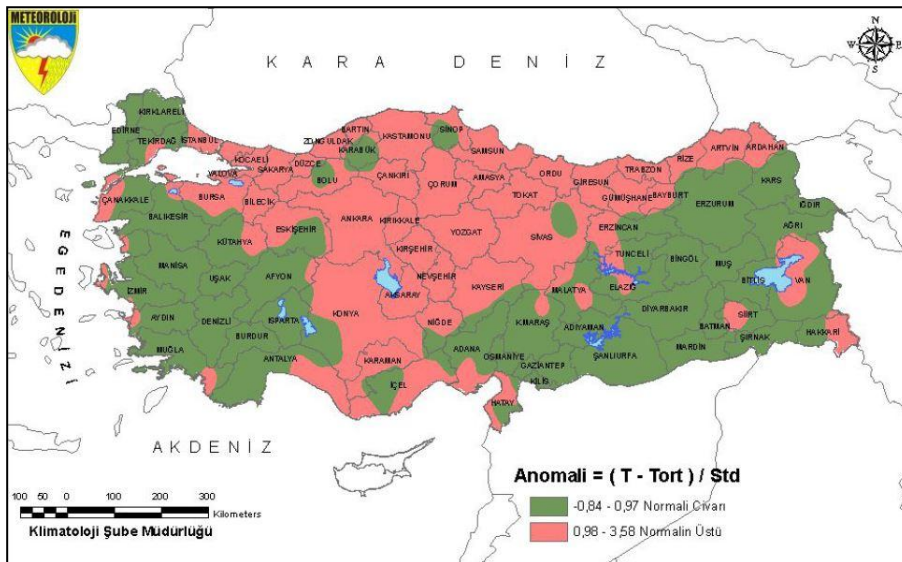 METEOROLOJİ
N
W E
S
K A R A D E N İ Z
KIRKLARELİ
EDİRNE
TEKİRDAĞ
İSTANBUL
KOCAELİ
YALOVA
SAKARYA
DÜZCE
ZONGULDAK
BARTIN
KARABÜK
KASTAMONU
SİNOP
SAMSUN
BOLU
ÇANKIRI
ÇORUM
AMASYA
ORDU
GİRESUN
TRABZON
RİZE
ARTVİN
ARDAHAN
ÇANAKKALE
BALIKESİR
BURSA
BİLECİK
ESKİŞEHİR
ANKARA
KIRIKKALE
YOZGAT
TOKAT
SİVAS
GÜMÜŞHANE
BAYBURT
ERZİNCAN
ERZURUM
KARS
IĞDIR
AĞRI
KÜTAHYA
MANİSA
UŞAK
AFYON
KIRŞEHİR
NEVŞEHİR
AKSARAY
KAYSERİ
MALATYA
ELAZIĞ
TUNCELİ
BİNGÖL
MUŞ
BİTLİS
VAN
İZMİR
AYDIN
DENİZLİ
ISPARTA
BURDUR
KONYA
NİĞDE
K.MARAŞ
ADIYAMAN
DİYARBAKIR
BATMAN
SİİRT
ŞIRNAK
HAKKARİ
MUĞLA
ANTALYA
KARAMAN
İÇEL
ADANA
OSMANİYE
GAZİANTEP
KİLİS
ŞANLIURFA
MARDİN
HATAY
E G E D E N İ Z İ
A K D E N İ Z
Anomali = ( T - Tort ) / Std
-0,84 - 0,97 Normali Civarı
0,98 - 3,58 Normalin Üstü
100 50 0 100 200 300
Kilometers
Klimatoloji Şube Müdürlüğü